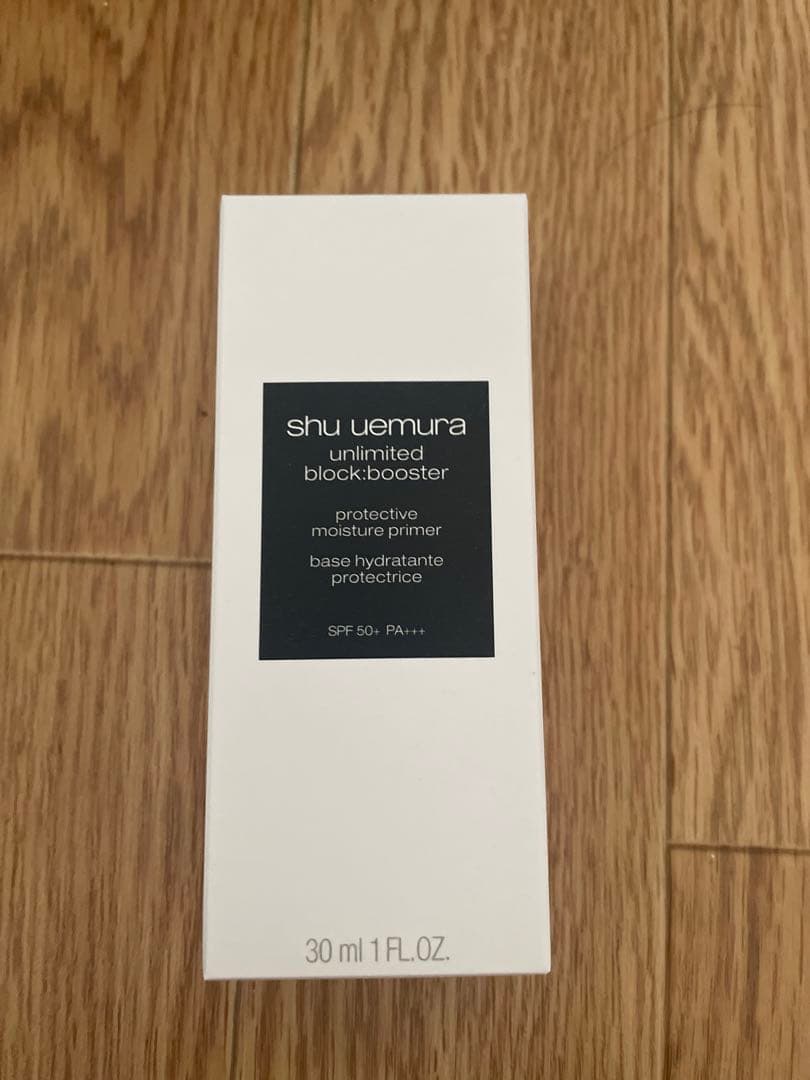 shu uemura
unlimited
block:booster
protective
moisture primer
base hydratante
protectrice
SPF 50+ PA+++
30 ml 1 FL.OZ.